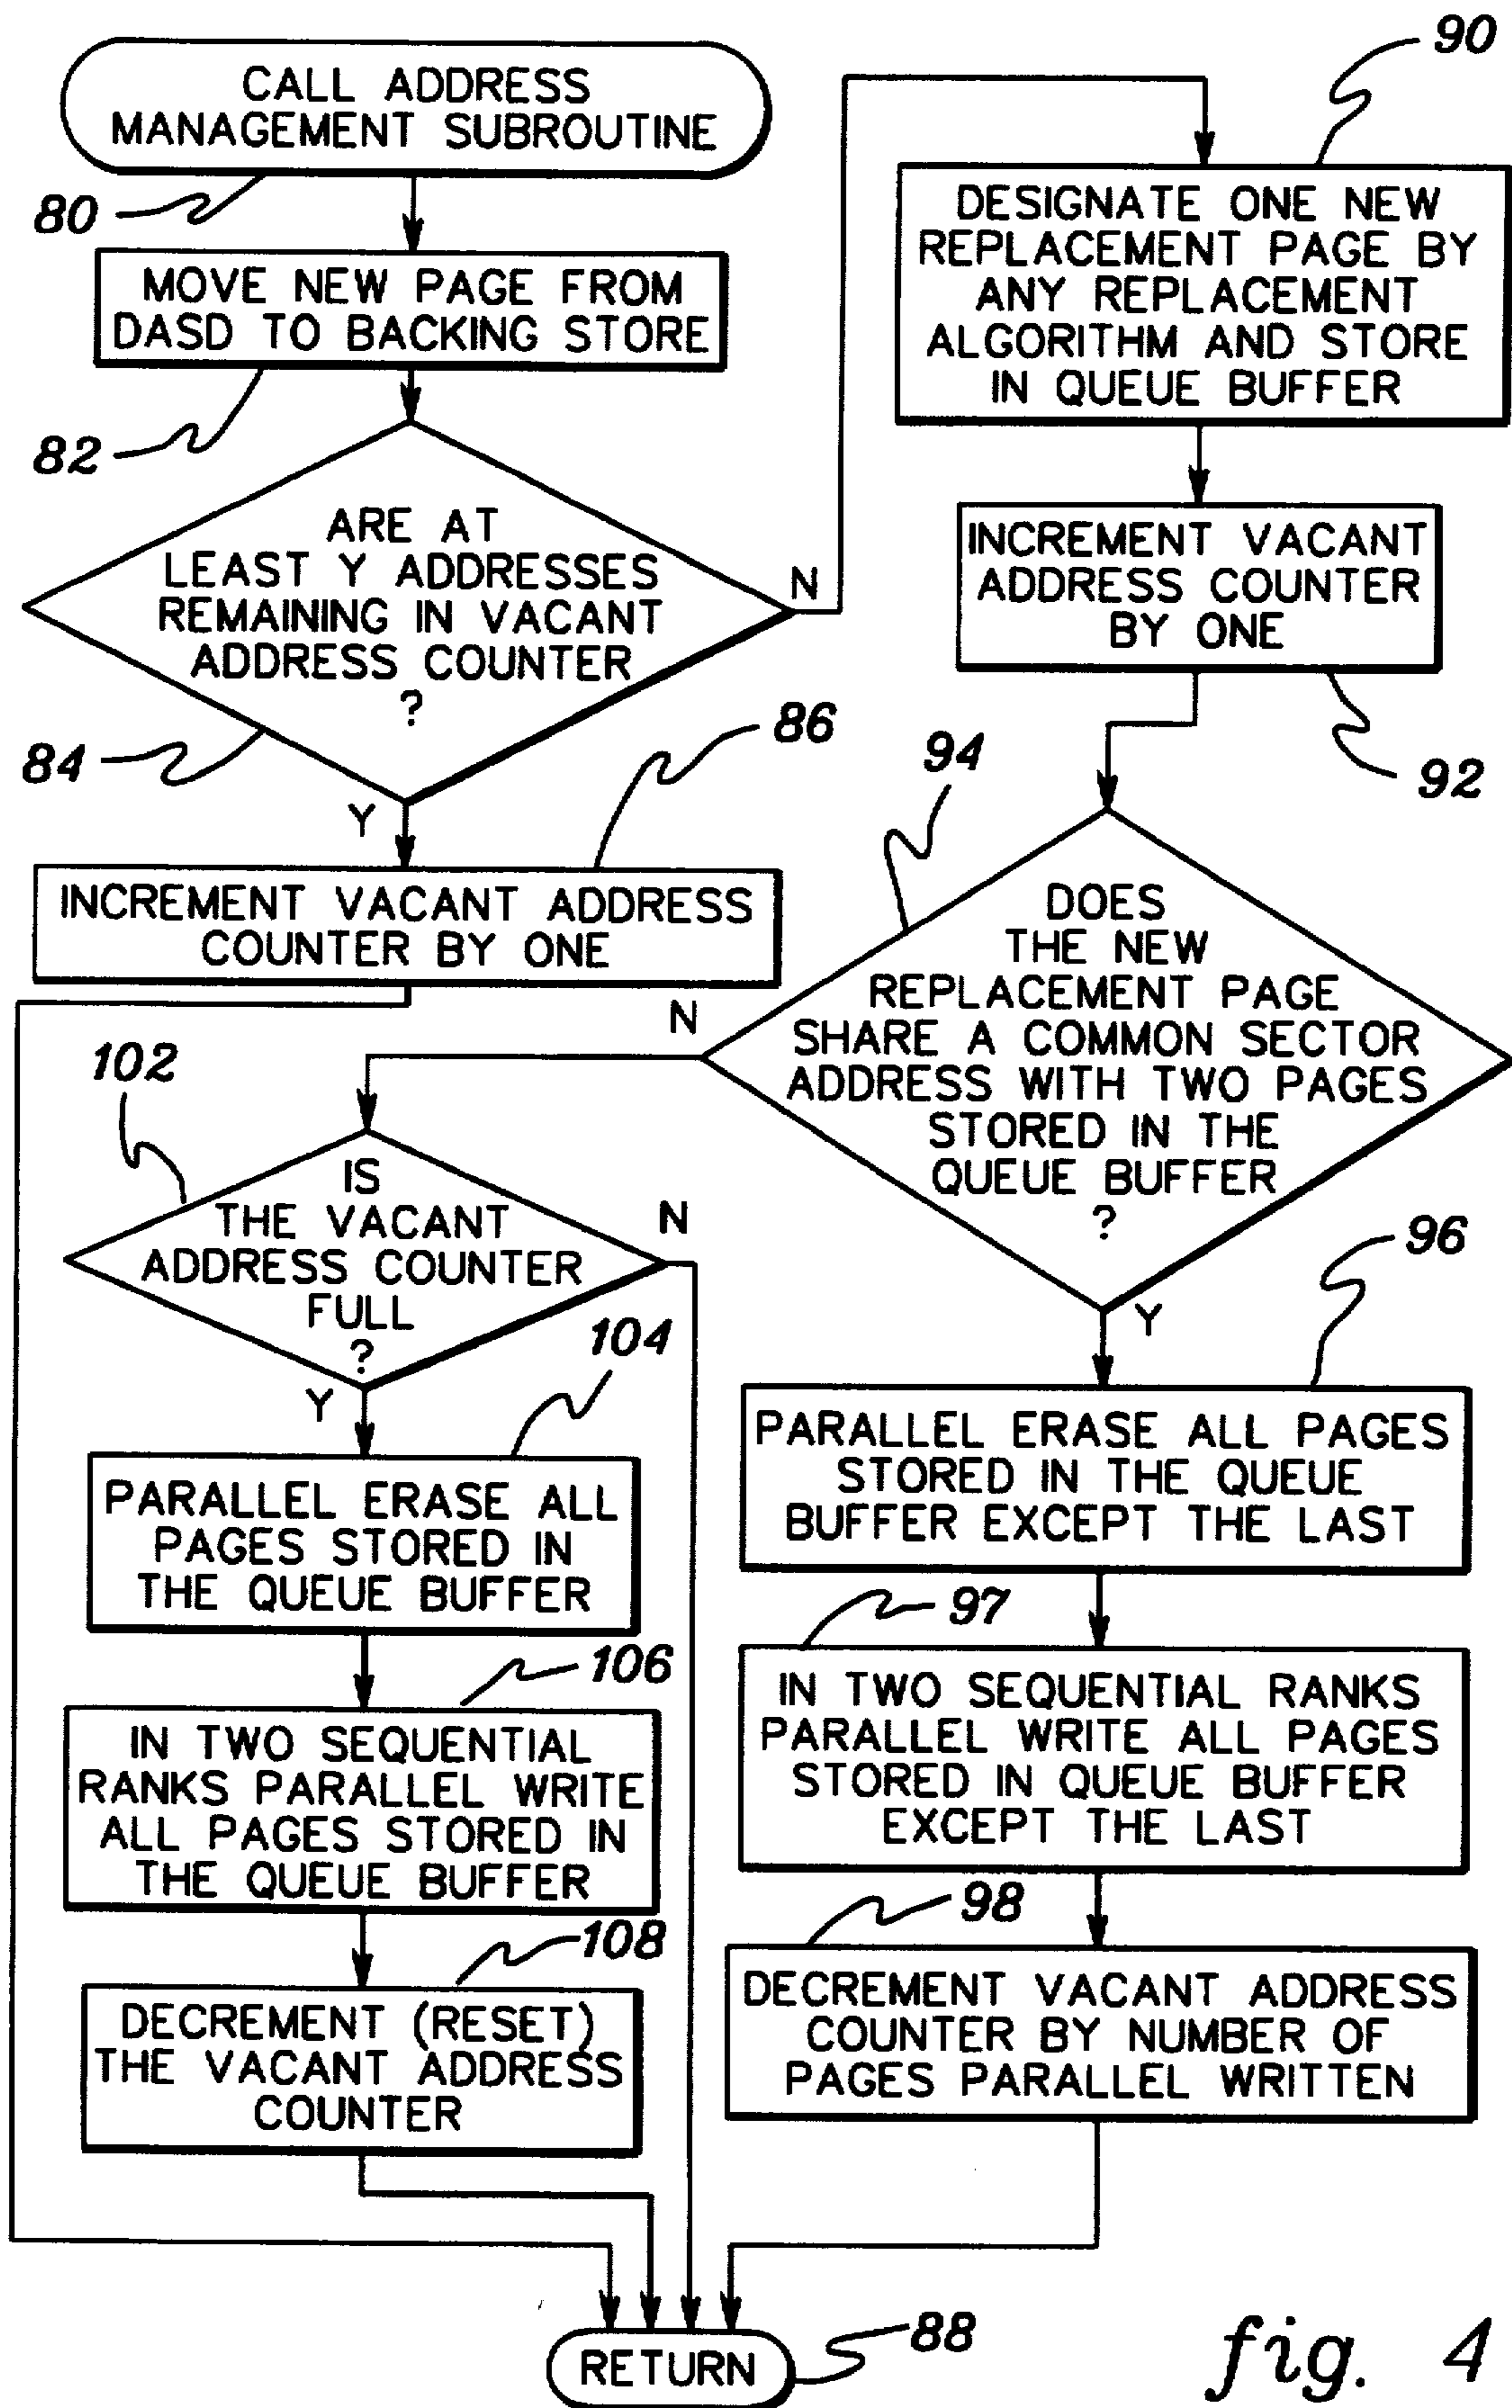 CALL ADDRESS
MANAGEMENT SUBROUTINE
80
MOVE NEW PAGE FROM
DASD TO BACKING STORE
82
ARE AT
LEAST Y ADDRESSES
REMAINING IN VACANT
ADDRESS COUNTER
?
N
84
Y
86
INCREMENT VACANT ADDRESS
COUNTER BY ONE
90
DESIGNATE ONE NEW
REPLACEMENT PAGE BY
ANY REPLACEMENT
ALGORITHM AND STORE
IN QUEUE BUFFER
INCREMENT VACANT
ADDRESS COUNTER
BY ONE
92
94
DOES
THE NEW
REPLACEMENT PAGE
SHARE A COMMON SECTOR
ADDRESS WITH TWO PAGES
STORED IN THE
QUEUE BUFFER
?
N
Y
102
IS
THE VACANT
ADDRESS COUNTER
FULL
?
N
Y
104
PARALLEL ERASE ALL
PAGES STORED IN
THE QUEUE BUFFER
106
IN TWO SEQUENTIAL
RANKS PARALLEL WRITE
ALL PAGES STORED IN
THE QUEUE BUFFER
108
DECREMENT (RESET)
THE VACANT ADDRESS
COUNTER
96
PARALLEL ERASE ALL PAGES
STORED IN THE QUEUE
BUFFER EXCEPT THE LAST
97
IN TWO SEQUENTIAL RANKS
PARALLEL WRITE ALL PAGES
STORED IN QUEUE BUFFER
EXCEPT THE LAST
98
DECREMENT VACANT ADDRESS
COUNTER BY NUMBER OF
PAGES PARALLEL WRITTEN
RETURN
88
fig. 4